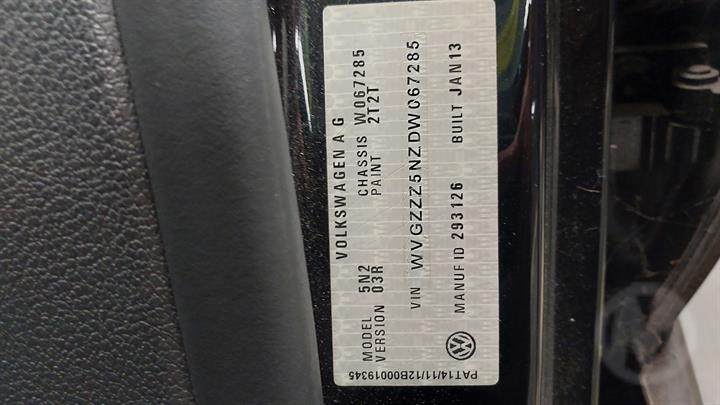 VOLKSWAGEN A G
MODEL 5N2 CHASSIS W067285
VERSION 03R PAINT 2T2T
VIN WVGZZZ5NZDW067285
MANUF ID 293126 BUILT JAN13
PAT14/11/12B00019345